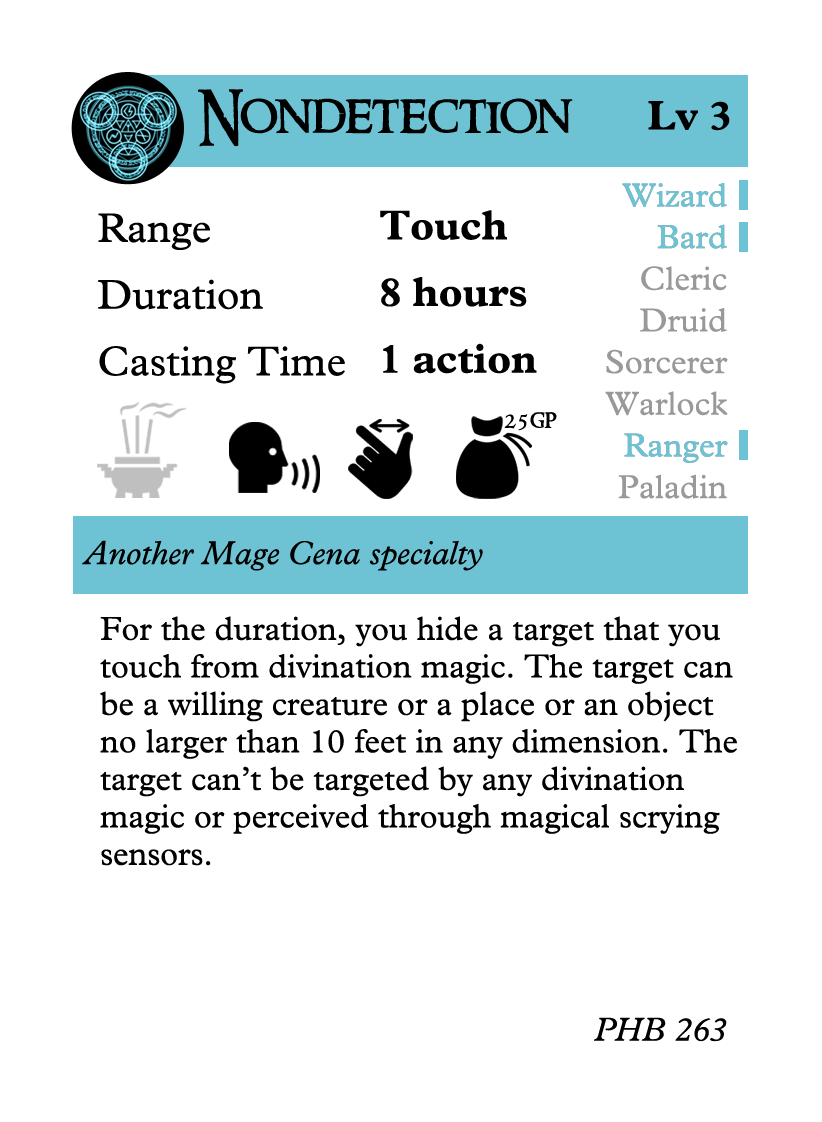 NONDETECTION Lv 3
Range Touch
Duration 8 hours
Casting Time 1 action
25GP
Wizard
Bard
Cleric
Druid
Sorcerer
Warlock
Ranger
Paladin
Another Mage Cena specialty
For the duration, you hide a target that you
touch from divination magic. The target can
be a willing creature or a place or an object
no larger than 10 feet in any dimension. The
target can’t be targeted by any divination
magic or perceived through magical scrying
sensors.
PHB 263